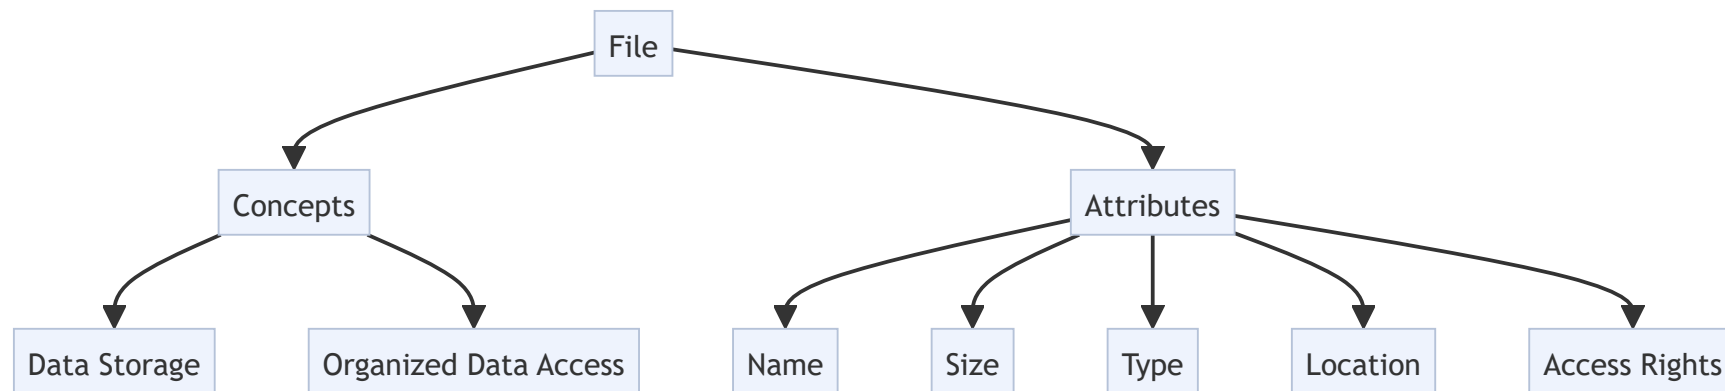 File
Concepts
Attributes
Data Storage
Organized Data Access
Name
Size
Type
Location
Access Rights